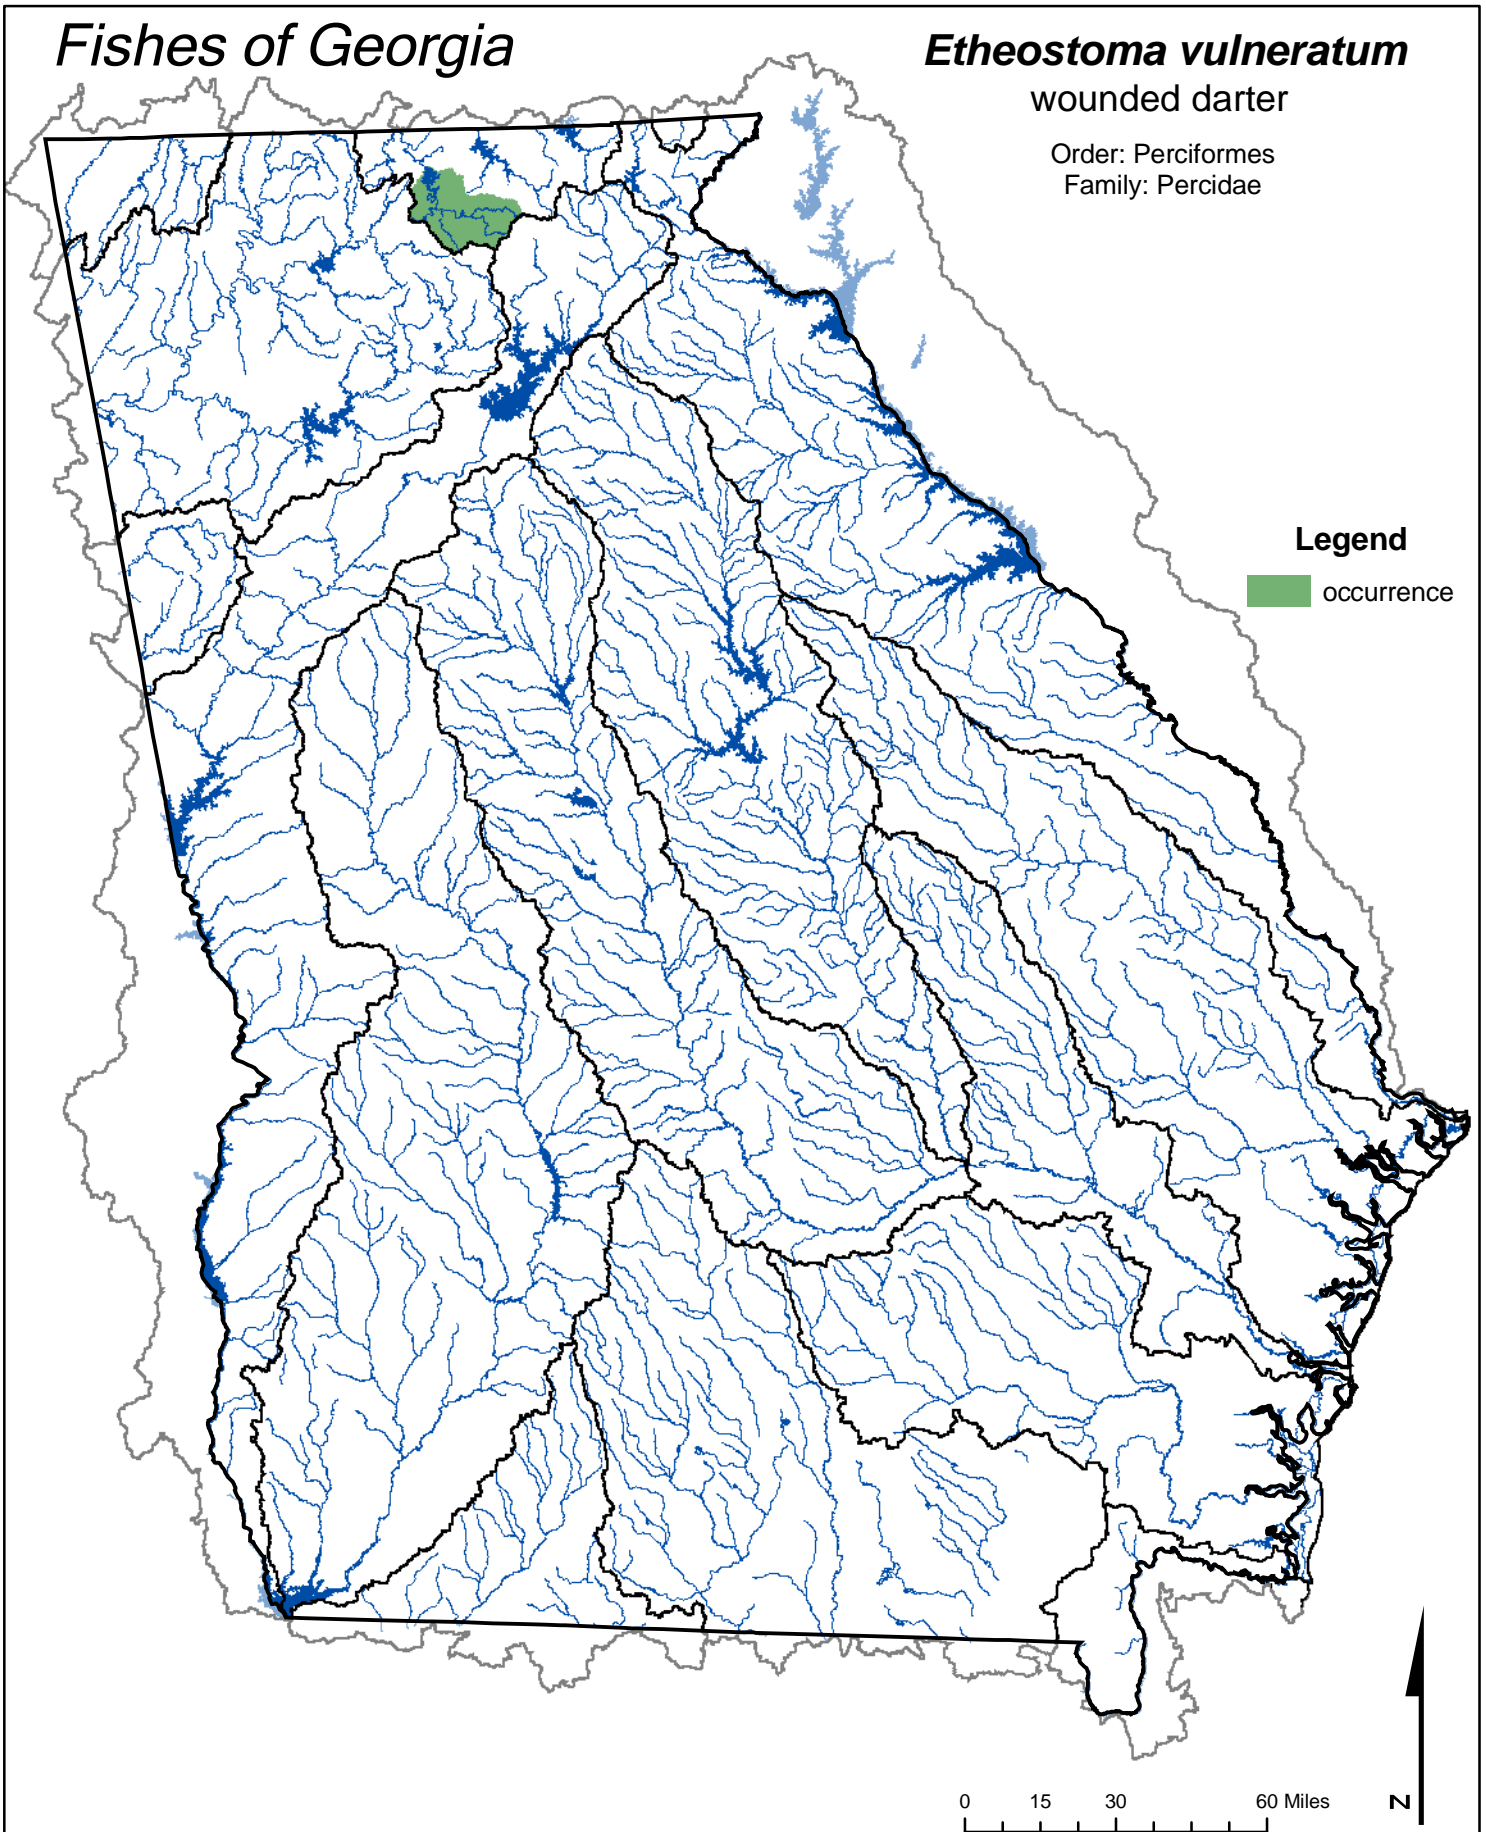 Fishes of Georgia
Etheostoma vulneratum
wounded darter
Order: Perciformes
Family: Percidae
Legend
occurrence
0 15 30 60 Miles
N